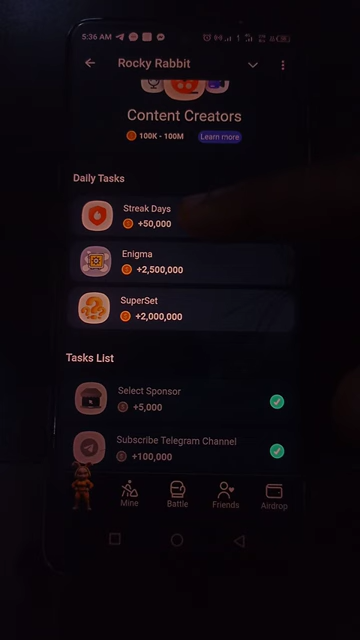 5:36 AM
Rocky Rabbit
Content Creators
100K - 100M Learn more
Daily Tasks
Streak Days
+50,000
Enigma
+2,500,000
SuperSet
+2,000,000
Tasks List
Select Sponsor
+5,000
Subscribe Telegram Channel
+100,000
Mine Battle Friends Airdrop